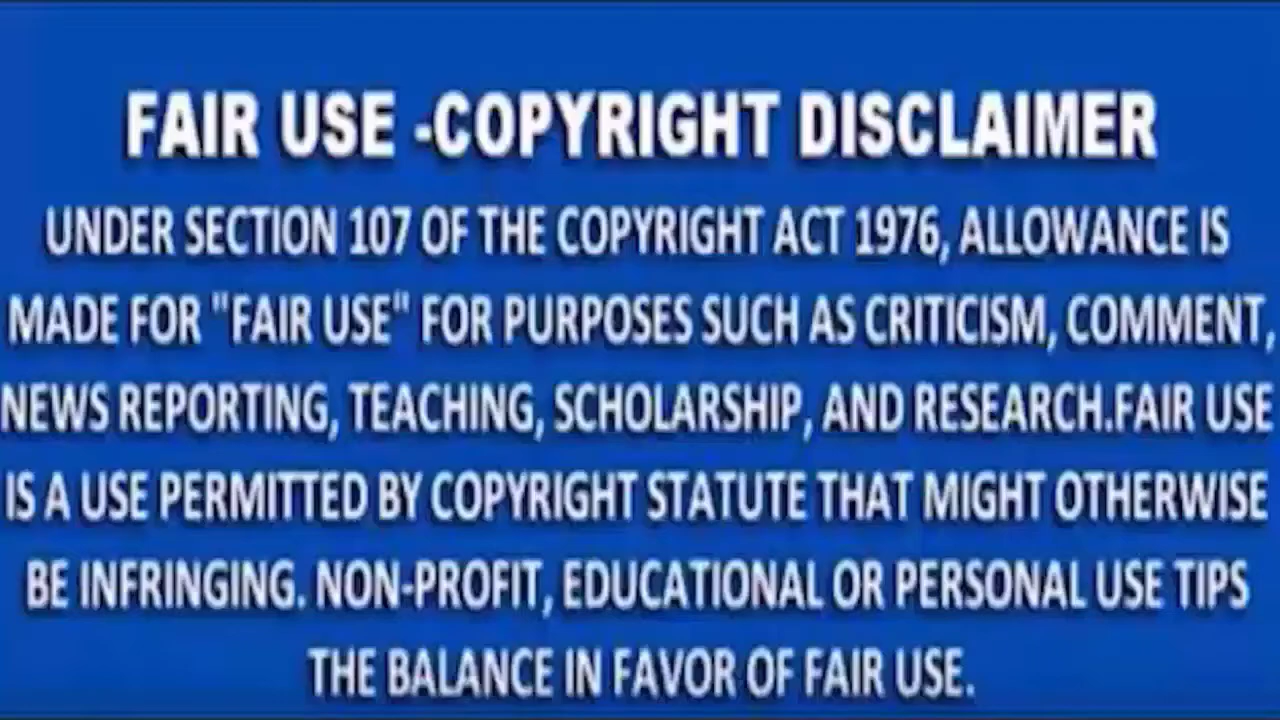 FAIR USE -COPYRIGHT DISCLAIMER
UNDER SECTION 107 OF THE COPYRIGHT ACT 1976, ALLOWANCE IS
MADE FOR "FAIR USE" FOR PURPOSES SUCH AS CRITICISM, COMMENT,
NEWS REPORTING, TEACHING, SCHOLARSHIP, AND RESEARCH.FAIR USE
IS A USE PERMITTED BY COPYRIGHT STATUTE THAT MIGHT OTHERWISE
BE INFRINGING. NON-PROFIT, EDUCATIONAL OR PERSONAL USE TIPS
THE BALANCE IN FAVOR OF FAIR USE.